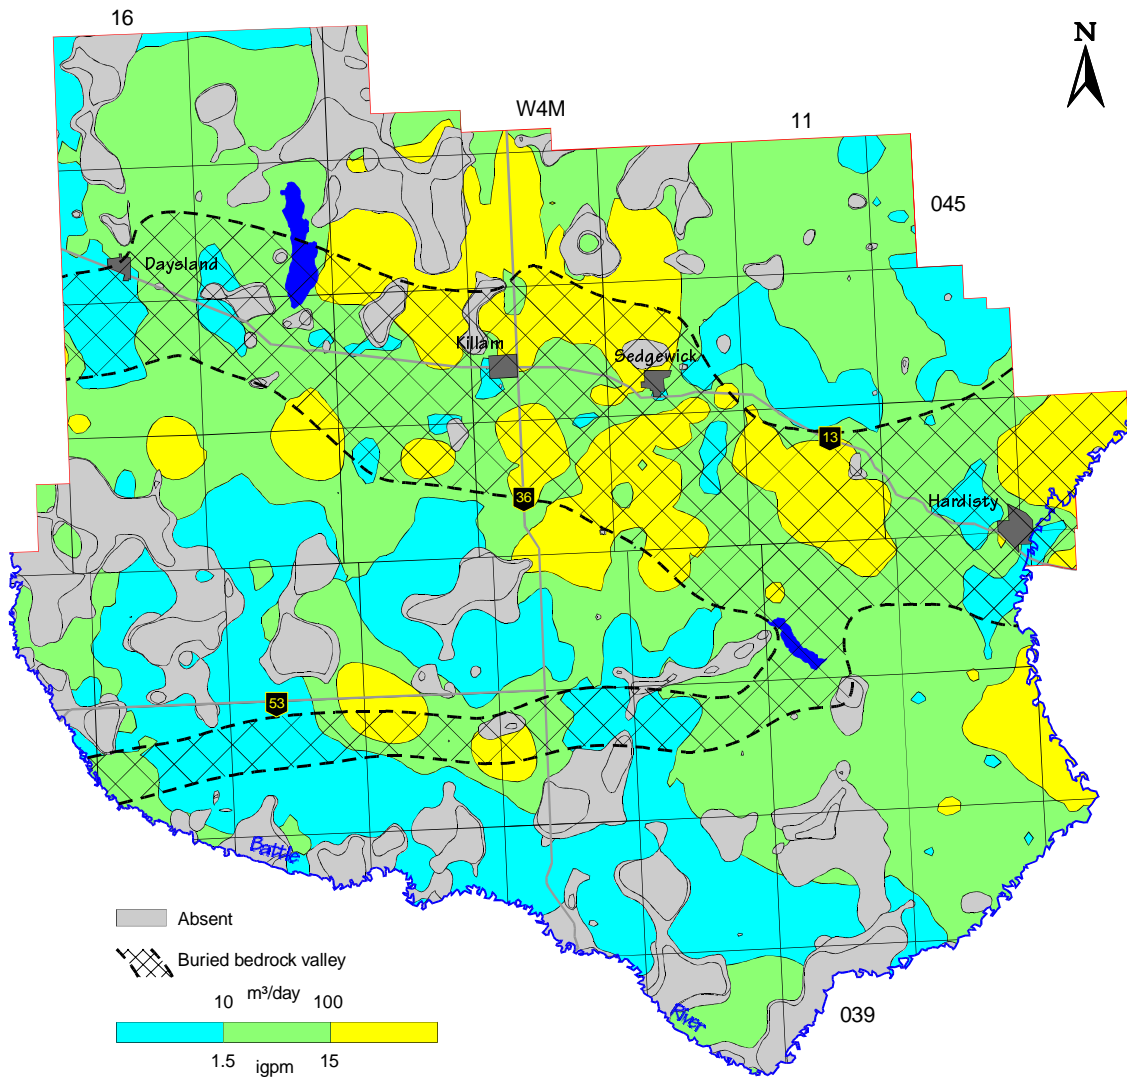 16
N
W4M
11
045
Daysland
Killam
Sedgewick
13
36
Hardisty
53
Battle
River
039
Absent
Buried bedrock valley
10 m³/day 100
1.5 igpm 15